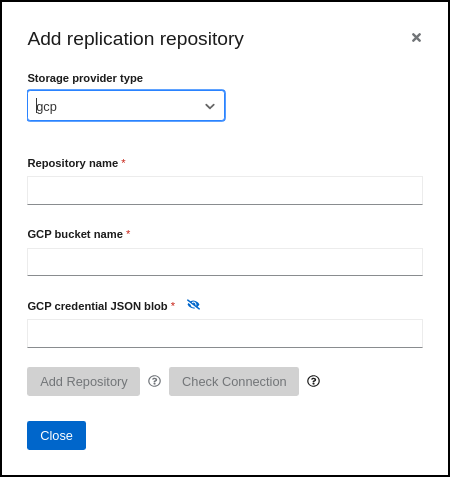 Add replication repository
Storage provider type
gcp
Repository name *
GCP bucket name *
GCP credential JSON blob *
Add Repository ? Check Connection ?
Close